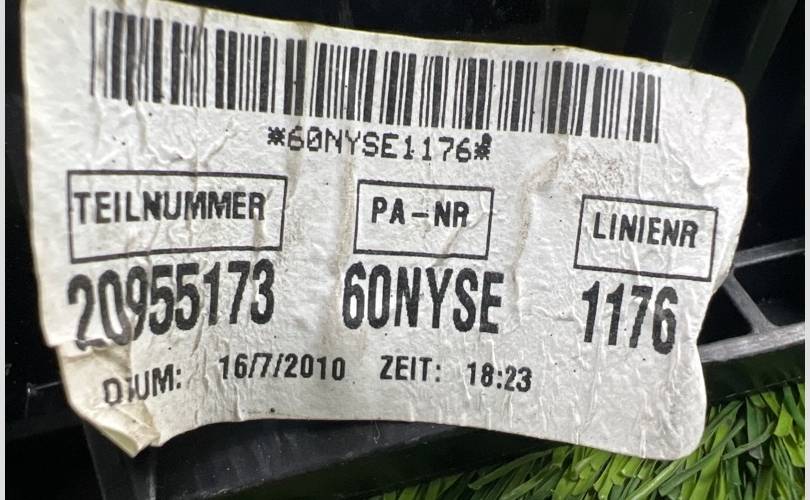 *60NYSE1176*
TEILNUMMER PA-NR LINIENR
20955173 60NYSE 1176
16/7/2010 ZEIT: 18:23